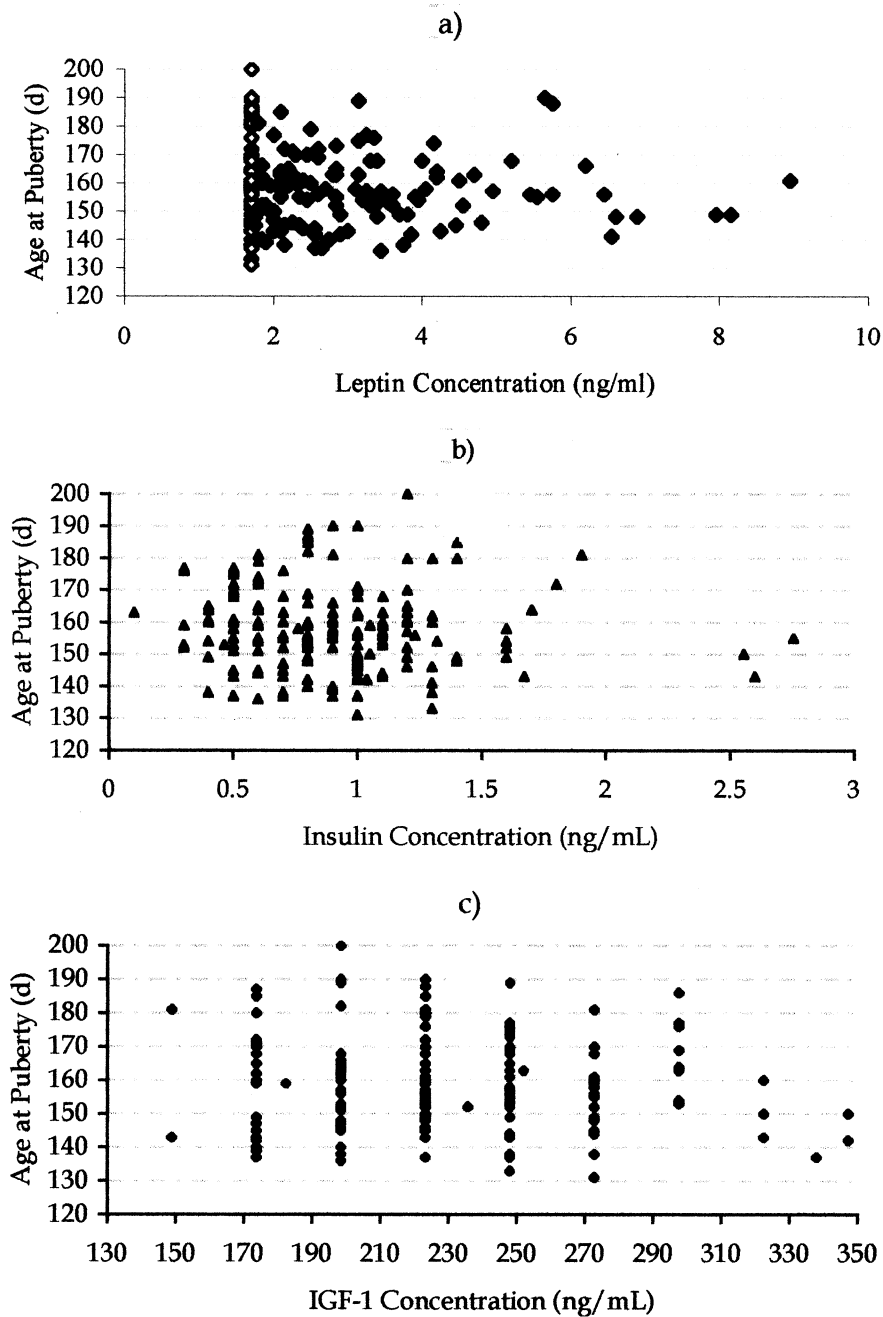 a)
200
190
180
170
160
150
140
130
120
Age at Puberty (d)
0 2 4 6 8 10
Leptin Concentration (ng/ml)
b)
200
190
180
170
160
150
140
130
120
Age at Puberty (d)
0 0.5 1 1.5 2 2.5 3
Insulin Concentration (ng/mL)
c)
200
190
180
170
160
150
140
130
120
Age at Puberty (d)
130 150 170 190 210 230 250 270 290 310 330 350
IGF-1 Concentration (ng/mL)